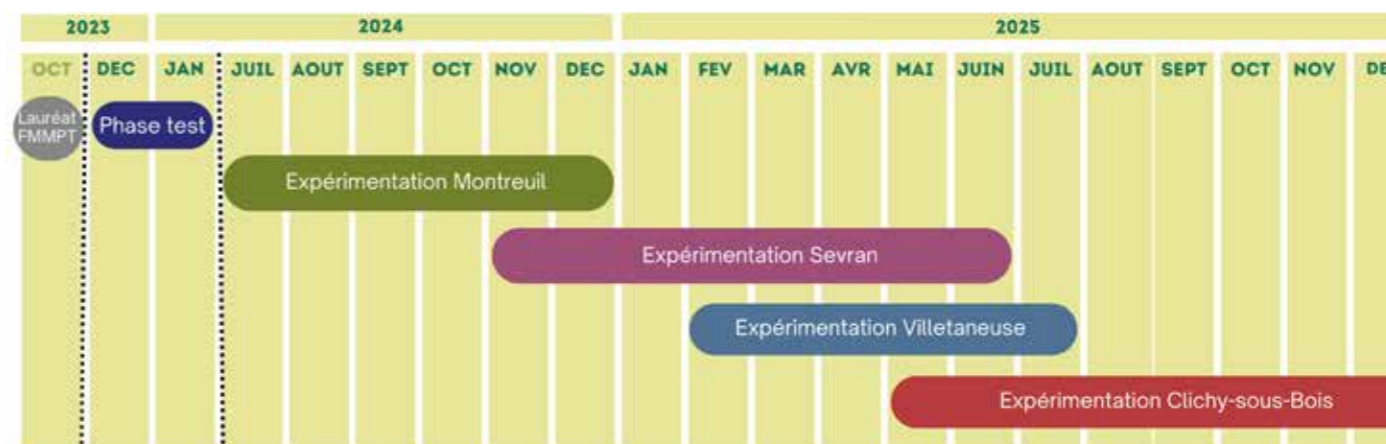 2023 2024 2025
OCT DEC JAN JUIL AOUT SEPT OCT NOV DEC JAN FEV MAR AVR MAI JUIN JUIL AOUT SEPT OCT NOV DE
Lauréat
FMMPT
Phase test
Expérimentation Montreuil
Expérimentation Sevran
Expérimentation Villetaneuse
Expérimentation Clichy-sous-Bois